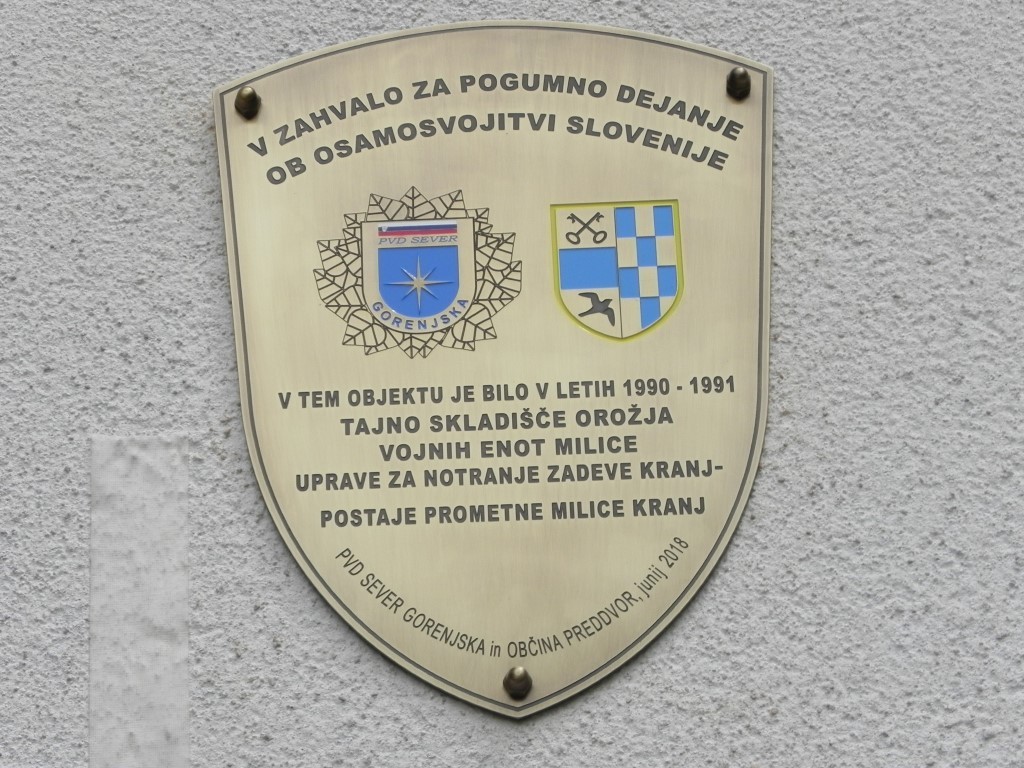 V ZAHVALO ZA POGUMNO DEJANJE
OB OSAMOSVOJITVI SLOVENIJE
PVD SEVER
GORENJSKA
V TEM OBJEKTU JE BILO V LETIH 1990 - 1991
TAJNO SKLADIŠČE OROŽJA
VOJNIH ENOT MILICE
UPRAVE ZA NOTRANJE ZADEVE KRANJ-
POSTAJE PROMETNE MILICE KRANJ
PVD SEVER GORENJSKA in OBČINA PREDDVOR, junij 2018